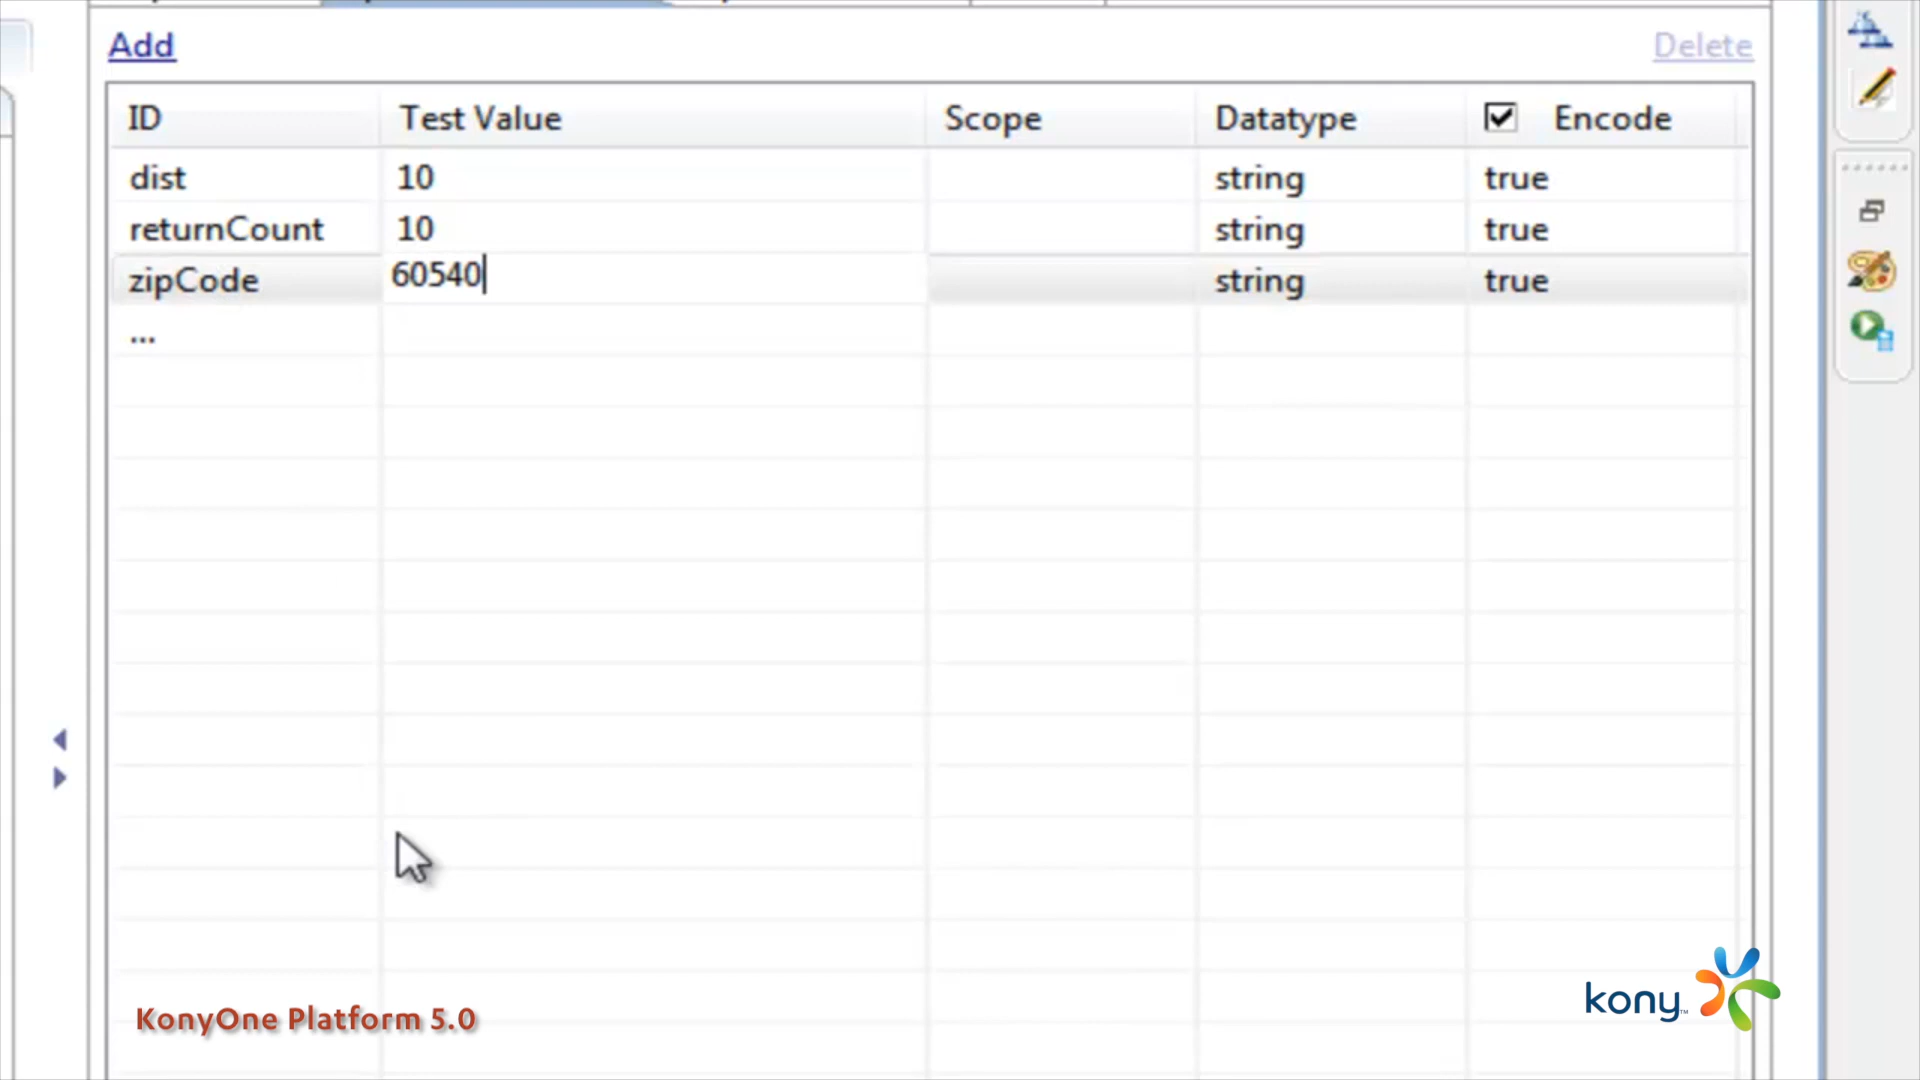 Add Delete
ID Test Value Scope Datatype Encode
dist 10 string true
returnCount 10 string true
zipCode 60540 string true
...
kony™
KonyOne Platform 5.0